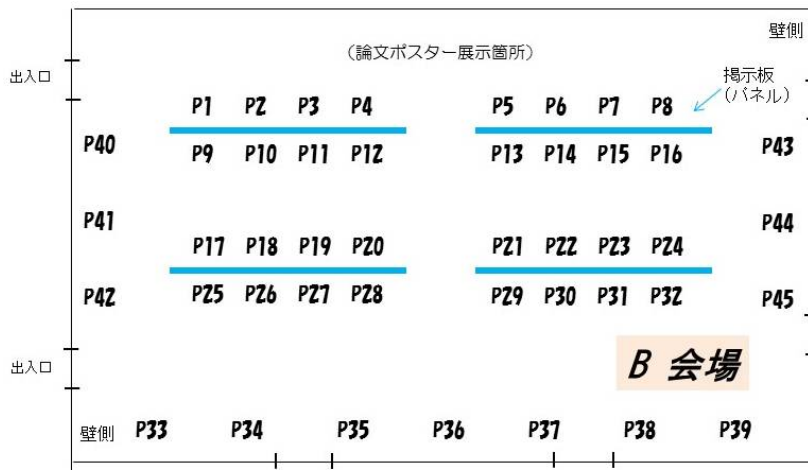 壁側
(論文ポスター展示箇所)
出入口
掲示板
(パネル)
P1 P2 P3 P4 P5 P6 P7 P8
P40 P9 P10 P11 P12 P13 P14 P15 P16 P43
P41 P44
P17 P18 P19 P20 P21 P22 P23 P24
P42 P25 P26 P27 P28 P29 P30 P31 P32 P45
出入口
B 会場
壁側 P33 P34 P35 P36 P37 P38 P39